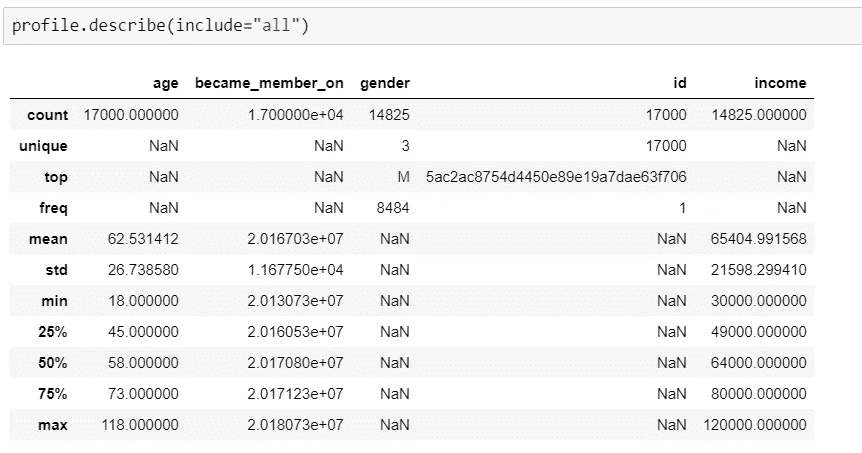 profile.describe(include="all")
age became_member_on gender id income
count 17000.000000 1.700000e+04 14825 17000 14825.000000
unique NaN NaN 3 17000 NaN
top NaN NaN M 5ac2ac8754d4450e89e19a7dae63f706 NaN
freq NaN NaN 8484 1 NaN
mean 62.531412 2.016703e+07 NaN NaN 65404.991568
std 26.738580 1.167750e+04 NaN NaN 21598.299410
min 18.000000 2.013073e+07 NaN NaN 30000.000000
25% 45.000000 2.016053e+07 NaN NaN 49000.000000
50% 58.000000 2.017080e+07 NaN NaN 64000.000000
75% 73.000000 2.017123e+07 NaN NaN 80000.000000
max 118.000000 2.018073e+07 NaN NaN 120000.000000